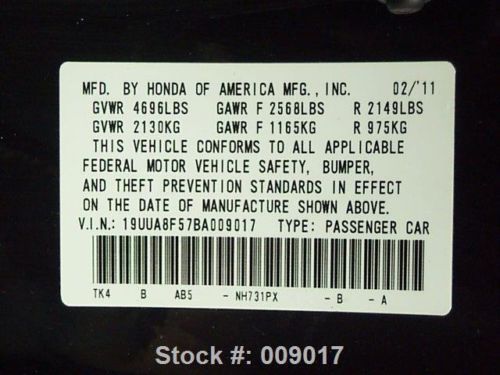 MFD. BY HONDA OF AMERICA MFG., INC. 02/'11
GVWR 4696LBS GAWR F 2568LBS R 2149LBS
GVWR 2130KG GAWR F 1165KG R 975KG
THIS VEHICLE CONFORMS TO ALL APPLICABLE
FEDERAL MOTOR VEHICLE SAFETY, BUMPER,
AND THEFT PREVENTION STANDARDS IN EFFECT
ON THE DATE OF MANUFACTURE SHOWN ABOVE.
V.I.N.: 19UUA8F57BA009017 TYPE: PASSENGER CAR
TK4 B AB5 - NH731PX - B - A
Stock #: 009017